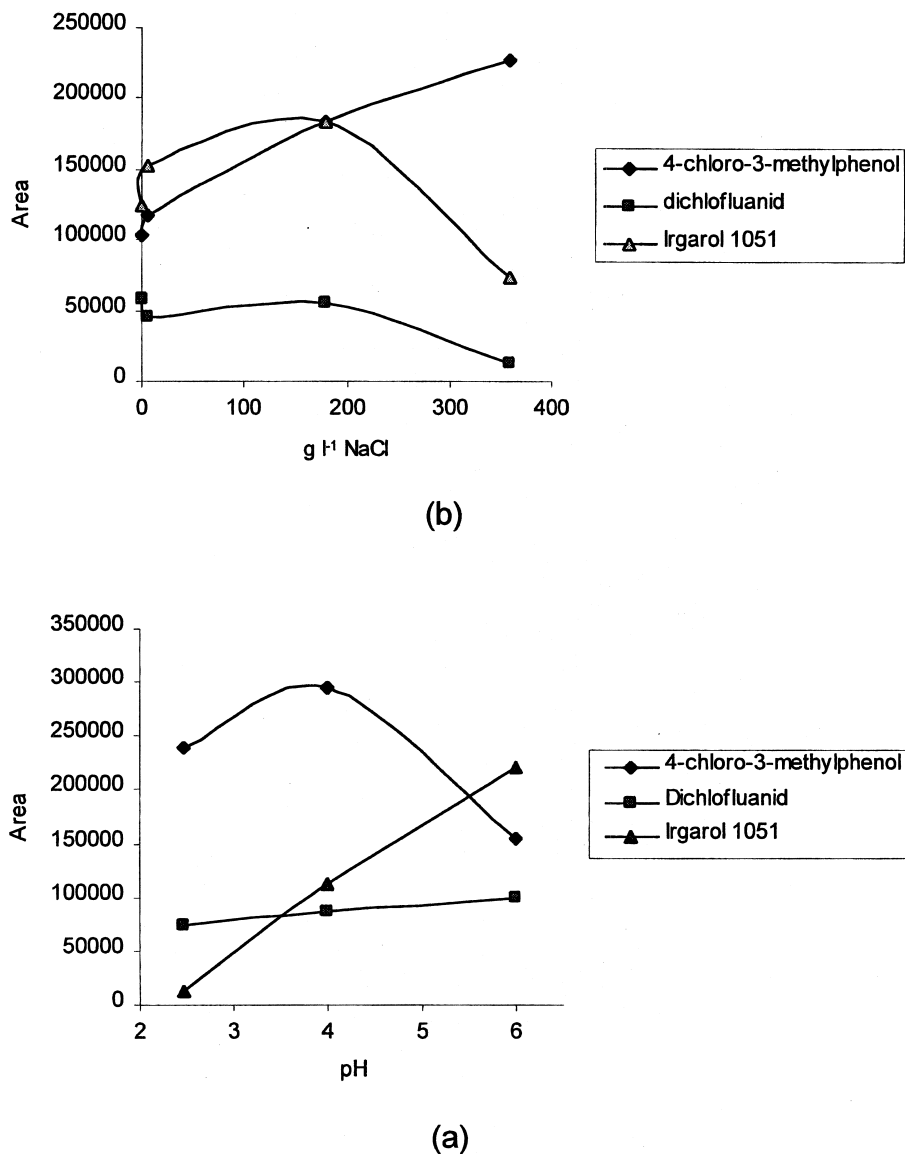 250000
200000
150000
100000
50000
0
Area
0 100 200 300 400
g l-1 NaCl
4-chloro-3-methylphenol
dichlofluanid
Irgarol 1051
(b)
350000
300000
250000
200000
150000
100000
50000
0
Area
2 3 4 5 6
pH
4-chloro-3-methylphenol
Dichlofluanid
Irgarol 1051
(a)